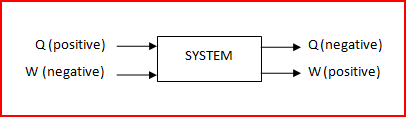 Q (positive)
W (negative)
SYSTEM
Q (negative)
W (positive)